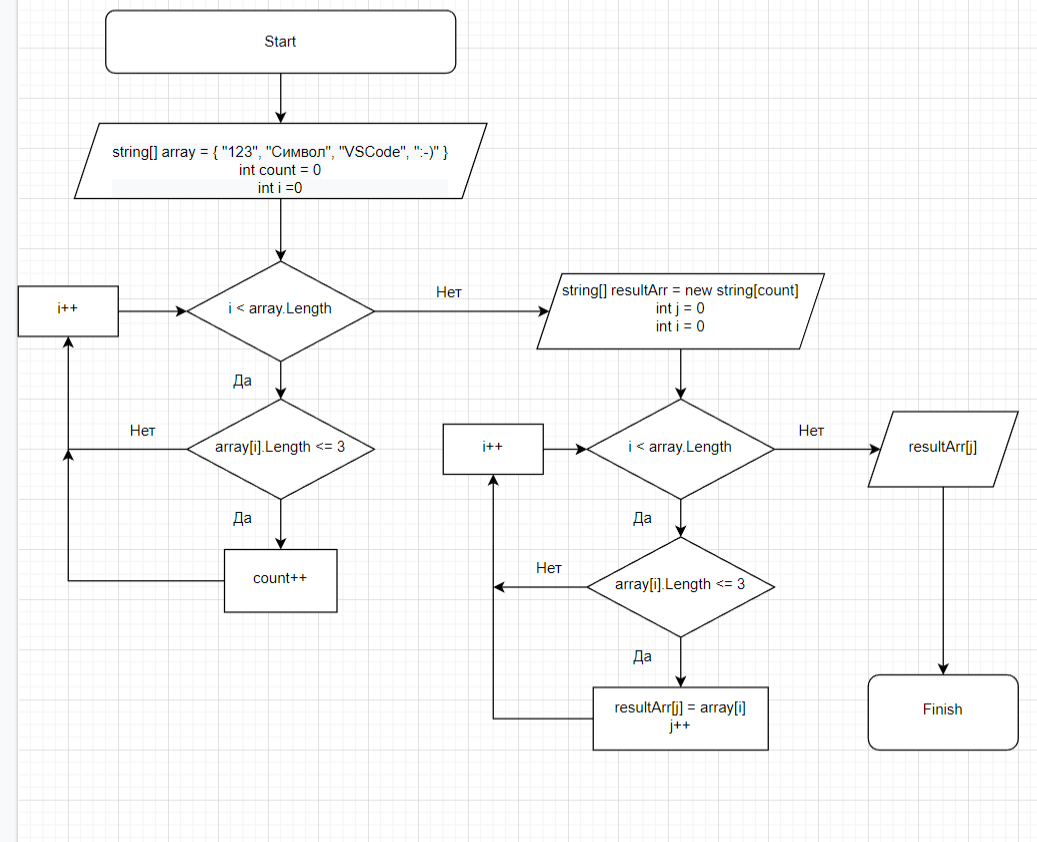 Start
string[] array = { "123", "Символ", "VSCode", ":-)" }
int count = 0
int i =0
i++
i < array.Length
Нет
Да
Нет
array[i].Length <= 3
Да
count++
string[] resultArr = new string[count]
int j = 0
int i = 0
i++
i < array.Length
Нет
resultArr[j]
Да
Нет
array[i].Length <= 3
Да
resultArr[j] = array[i]
j++
Finish